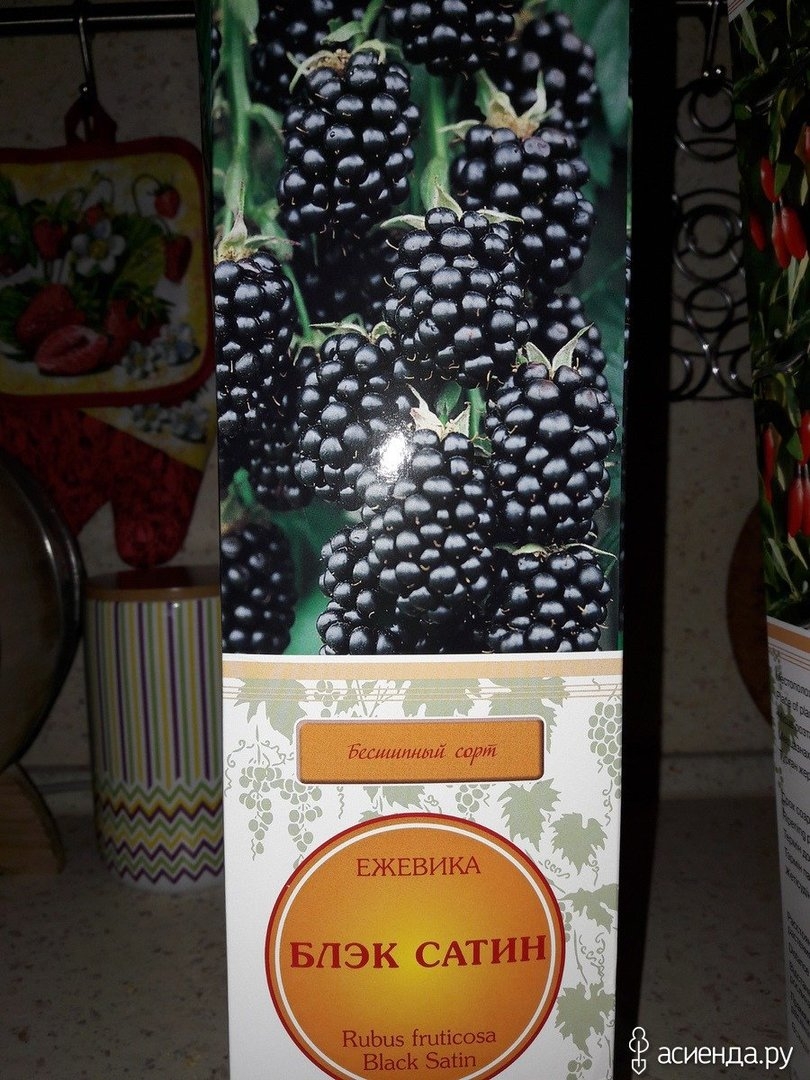 Бесшипный сорт
ЕЖЕВИКА
БЛЭК САТИН
Rubus fruticosa
Black Satin
асиенда.ру